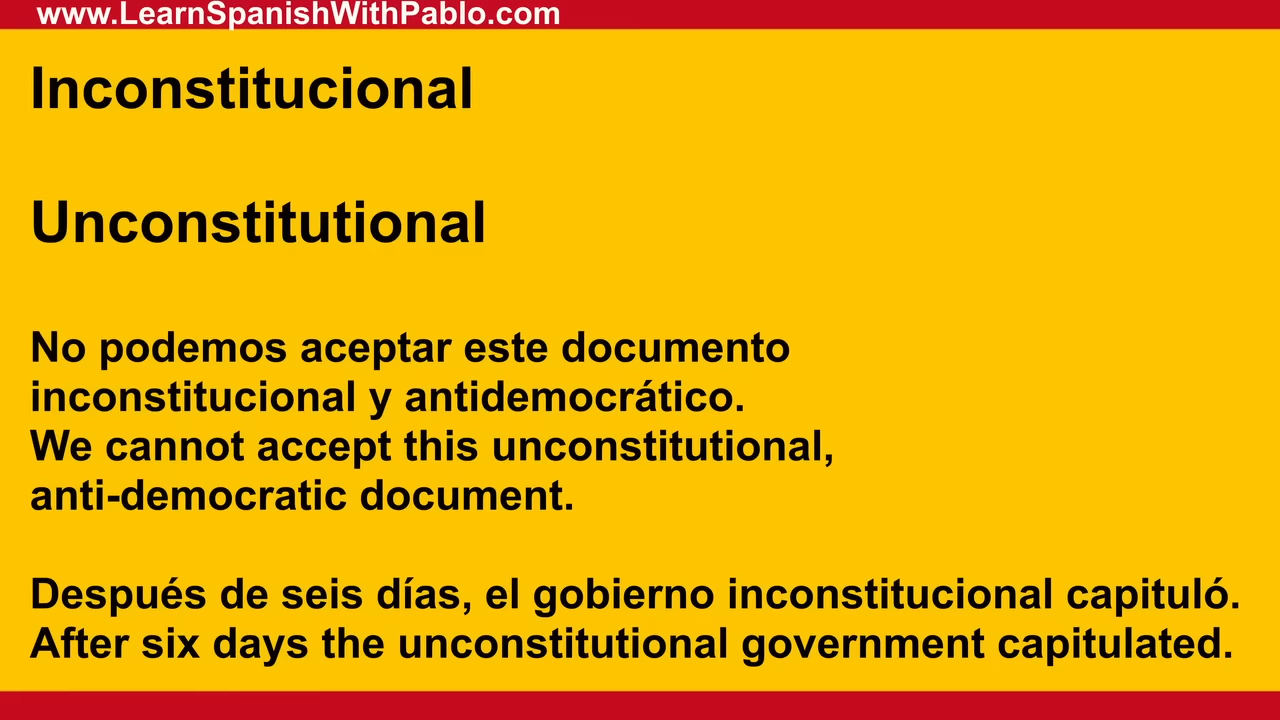 www.LearnSpanishWithPablo.com
Inconstitucional
Unconstitutional
No podemos aceptar este documento
inconstitucional y antidemocrático.
We cannot accept this unconstitutional,
anti-democratic document.
Después de seis días, el gobierno inconstitucional capituló.
After six days the unconstitutional government capitulated.